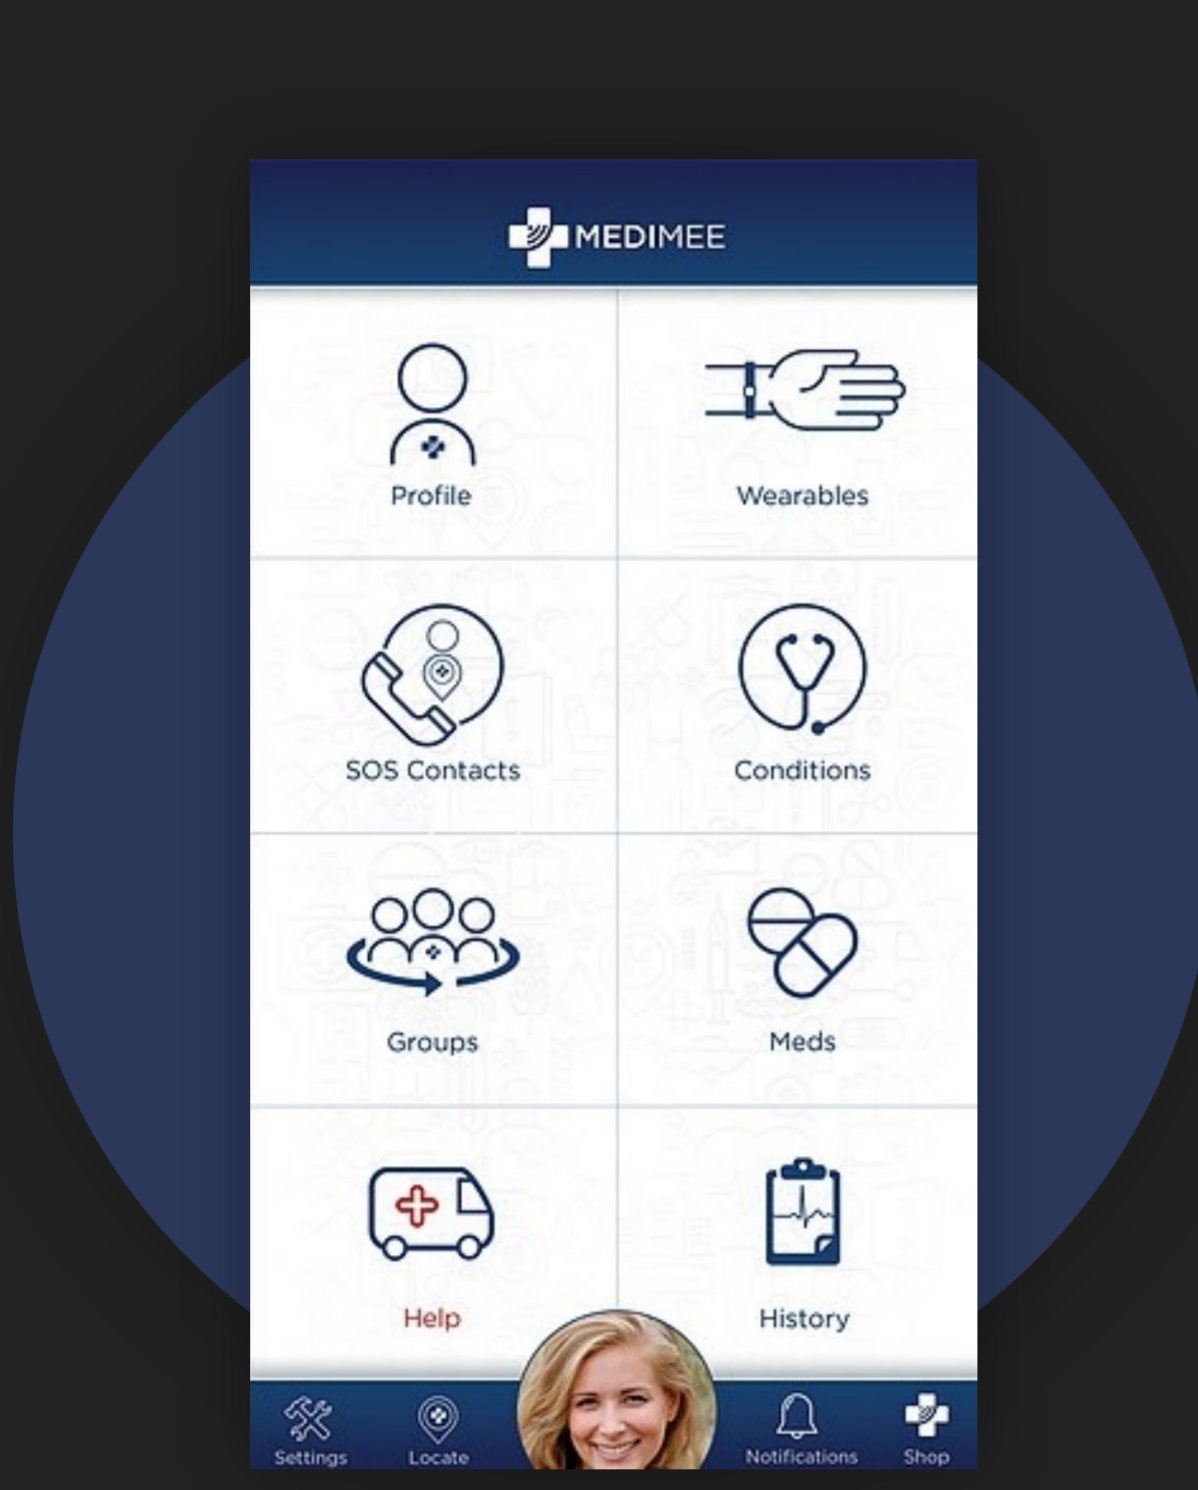 MEDIMEE
Profile
Wearables
SOS Contacts
Conditions
Groups
Meds
Help
History
Settings
Locate
Notifications
Shop